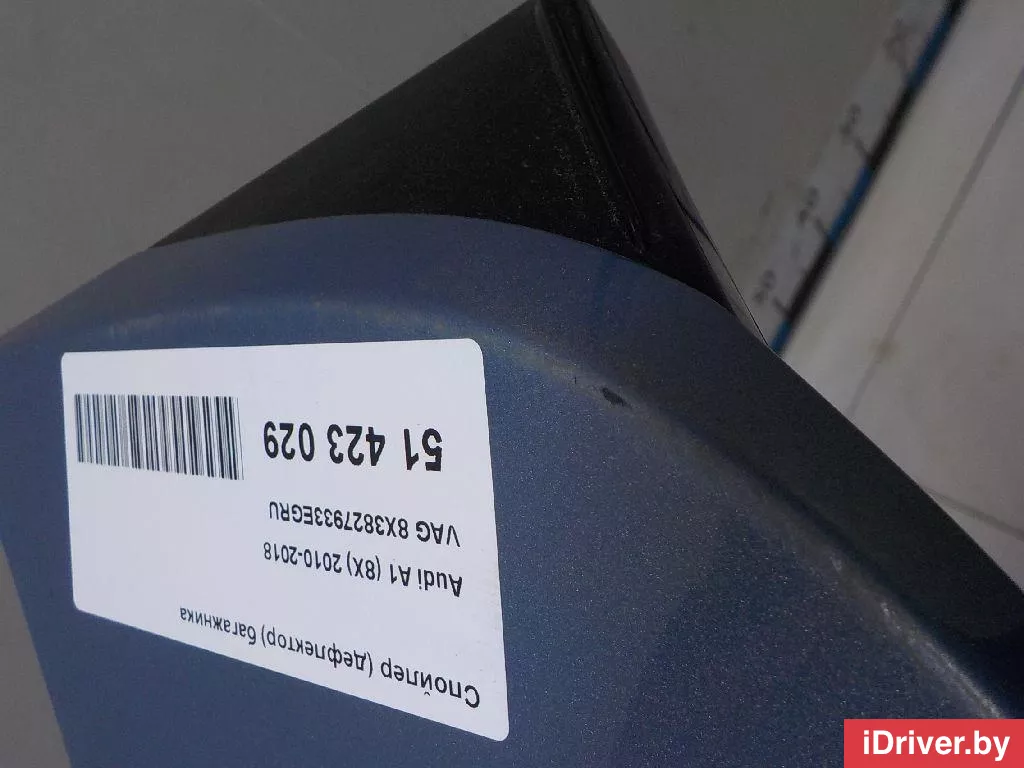 Спойлер (дефлектор) багажника
Audi A1 (8X) 2010-2018
VAG 8X3827933EGRU
51 423 029
iDriver.by